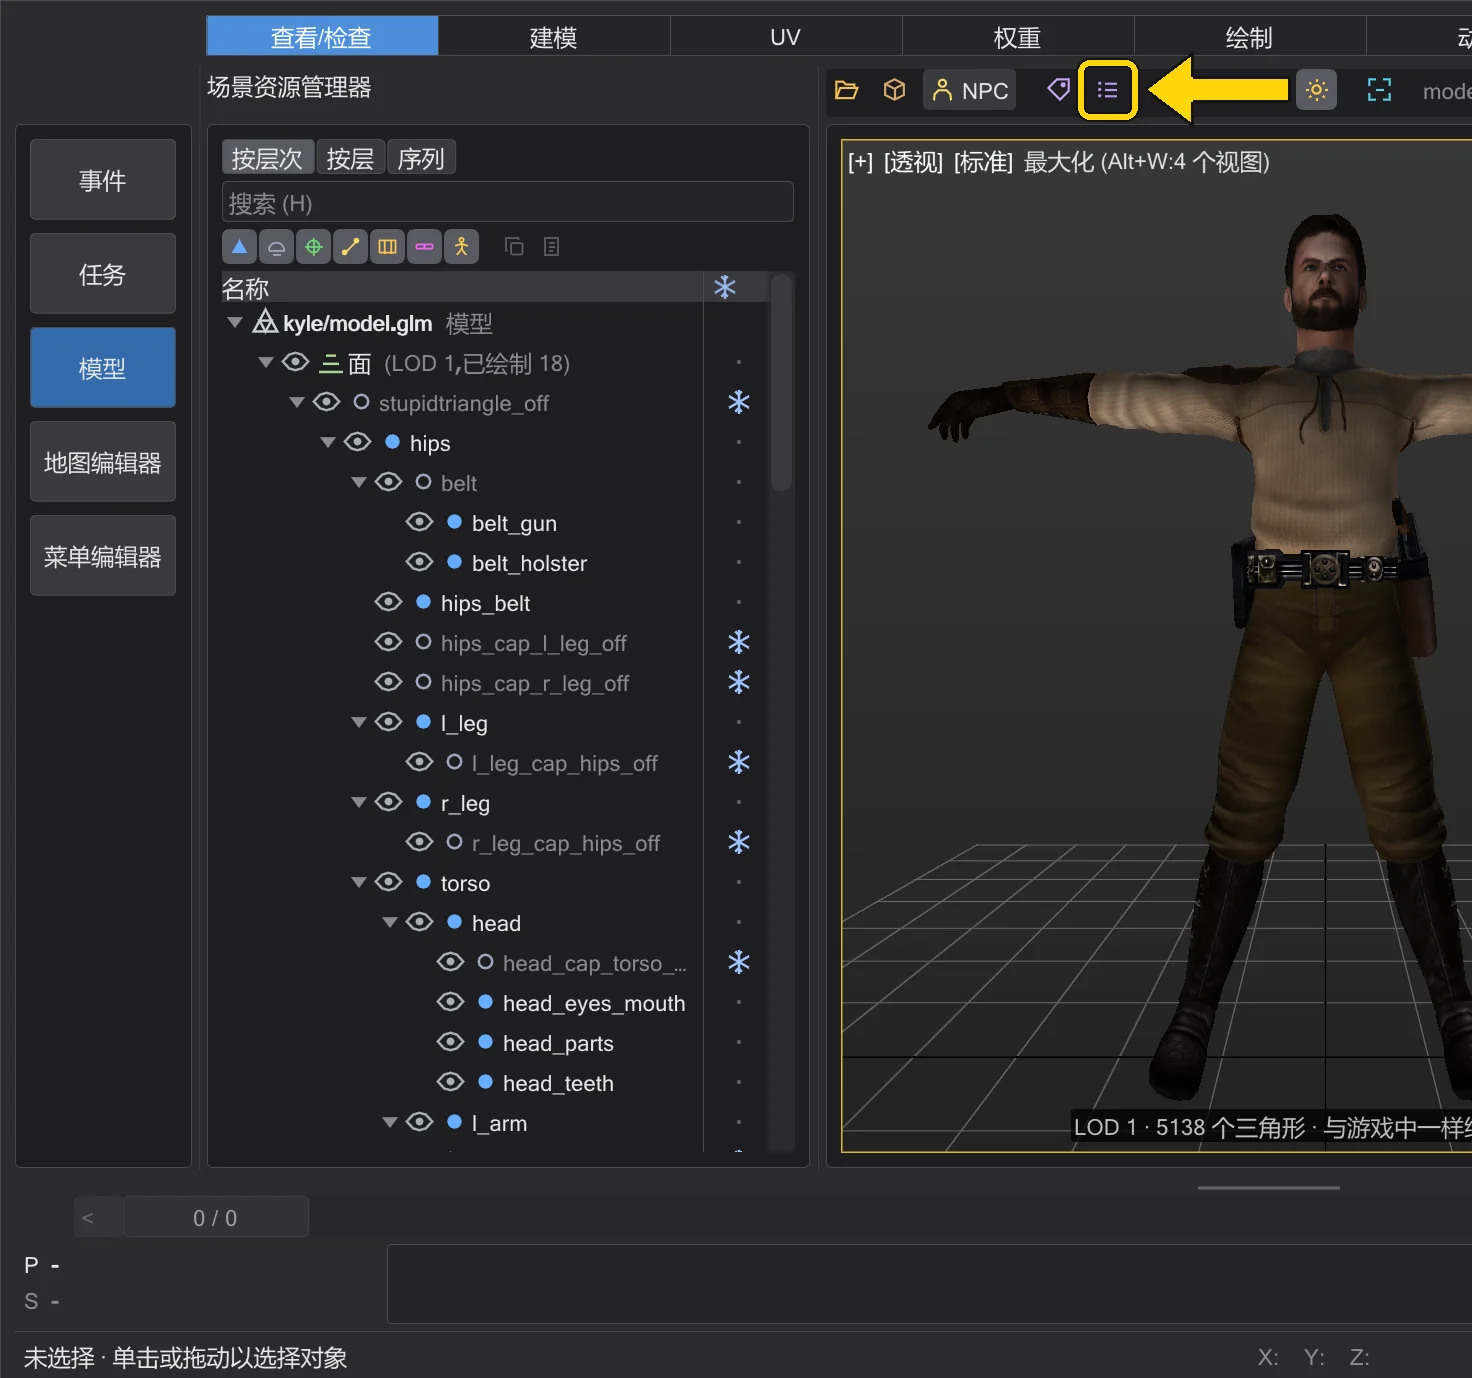 查看/检查
建模
UV
权重
绘制
场景资源管理器
NPC
事件
任务
模型
地图编辑器
菜单编辑器
按层次
按层
序列
搜索 (H)
名称
kyle/model.glm 模型
面 (LOD 1,已绘制 18)
stupidtriangle_off
hips
belt
belt_gun
belt_holster
hips_belt
hips_cap_l_leg_off
hips_cap_r_leg_off
l_leg
l_leg_cap_hips_off
r_leg
r_leg_cap_hips_off
torso
head
head_cap_torso_...
head_eyes_mouth
head_parts
head_teeth
l_arm
[+] [透视] [标准] 最大化 (Alt+W:4 个视图)
LOD 1 · 5138 个三角形 · 与游戏中一样
< 0 / 0
P -
S -
未选择 · 单击或拖动以选择对象
X: Y: Z: